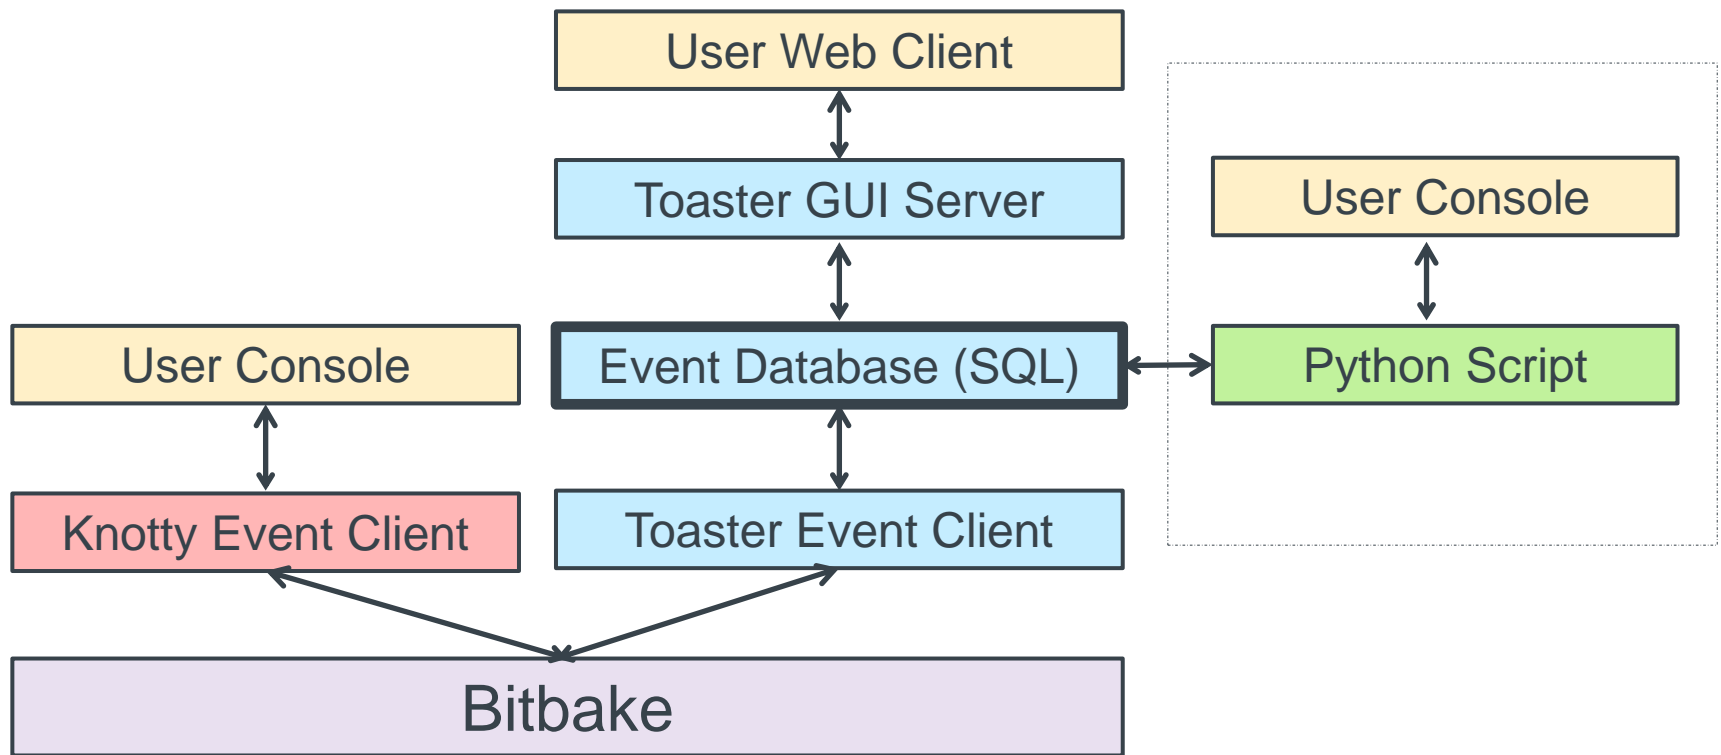 User Web Client
Toaster GUI Server
User Console
User Console
Event Database (SQL)
Python Script
Knotty Event Client
Toaster Event Client
Bitbake